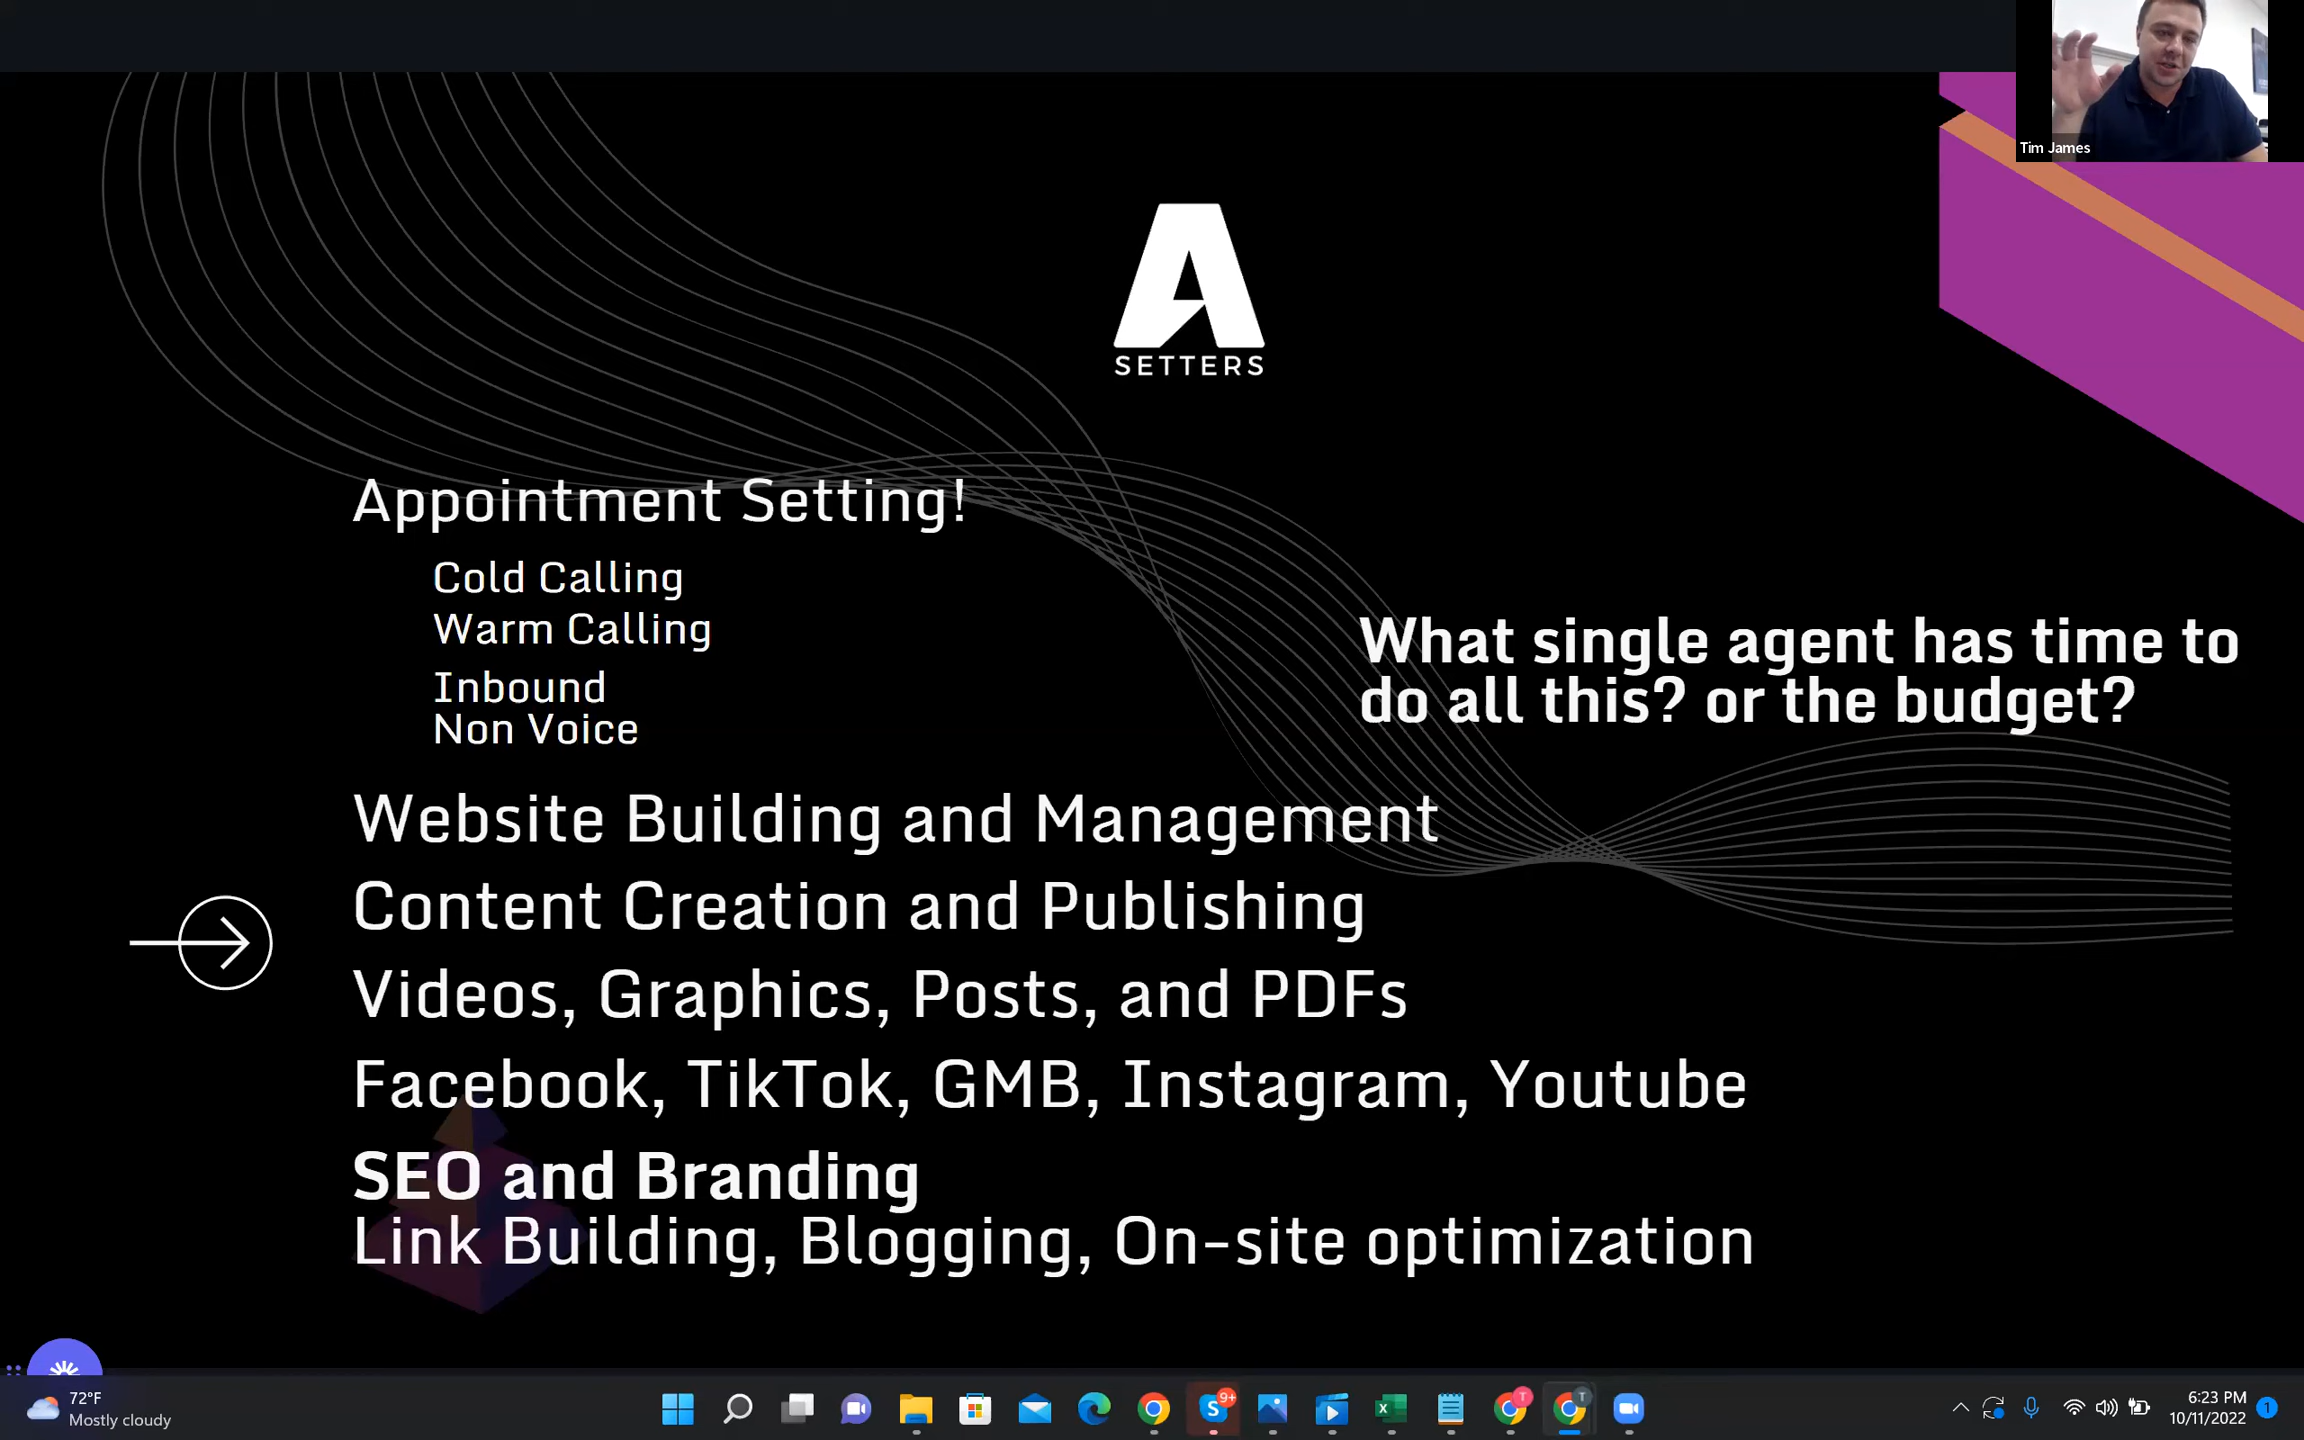 Tim James
A
SETTERS
Appointment Setting!
Cold Calling
Warm Calling
Inbound
Non Voice
What single agent has time to
do all this? or the budget?
Website Building and Management
Content Creation and Publishing
Videos, Graphics, Posts, and PDFs
Facebook, TikTok, GMB, Instagram, Youtube
SEO and Branding
Link Building, Blogging, On-site optimization
72°F
Mostly cloudy
9+
T
T
6:23 PM
10/11/2022
1